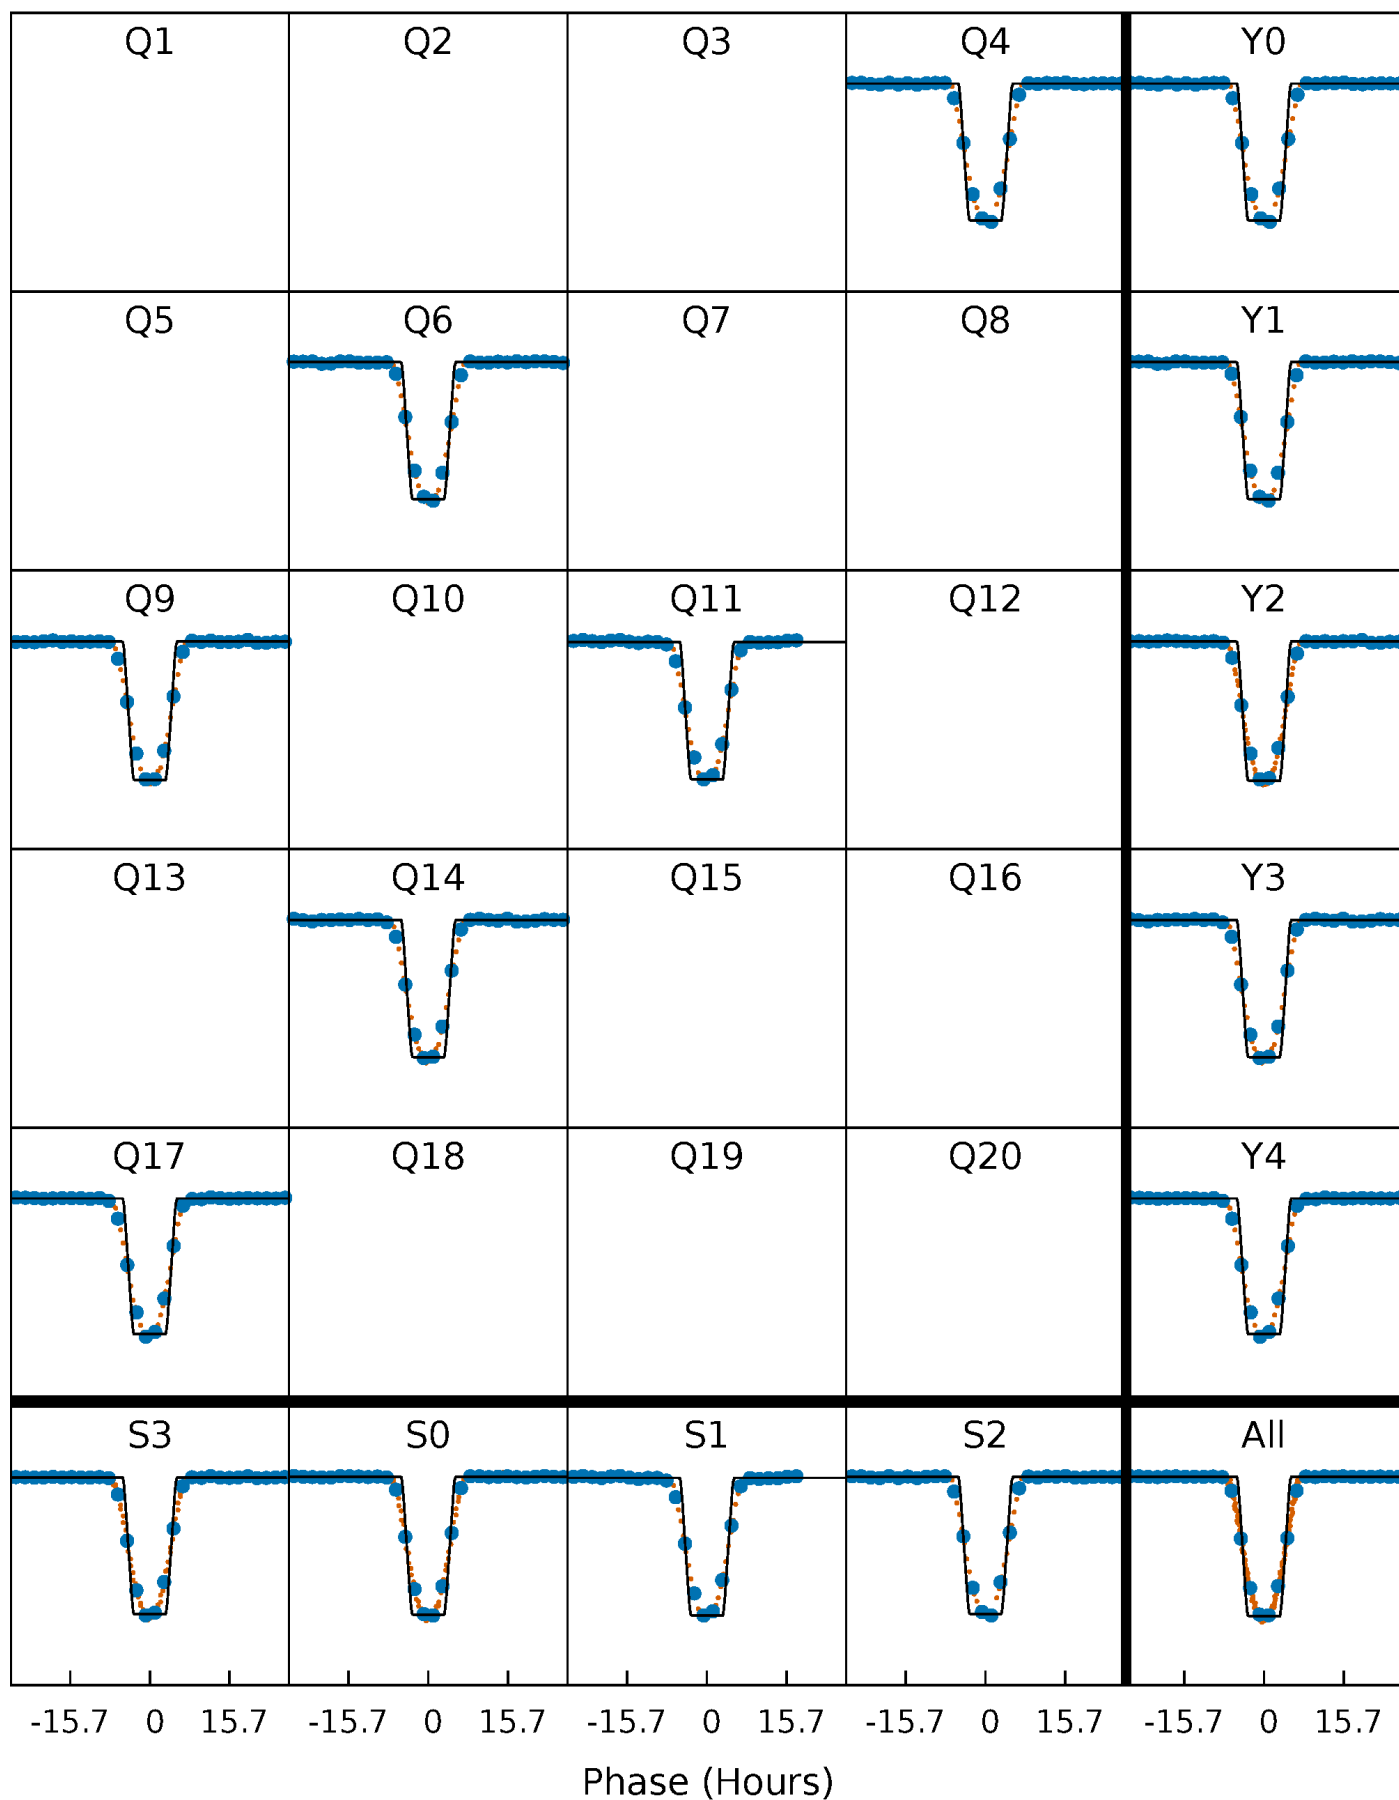 Q1 Q2 Q3 Q4 Y0
Q5 Q6 Q7 Q8 Y1
Q9 Q10 Q11 Q12 Y2
Q13 Q14 Q15 Q16 Y3
Q17 Q18 Q19 Q20 Y4
S3 S0 S1 S2 All
-15.7 0 15.7 -15.7 0 15.7 -15.7 0 15.7 -15.7 0 15.7 -15.7 0 15.7
Phase (Hours)